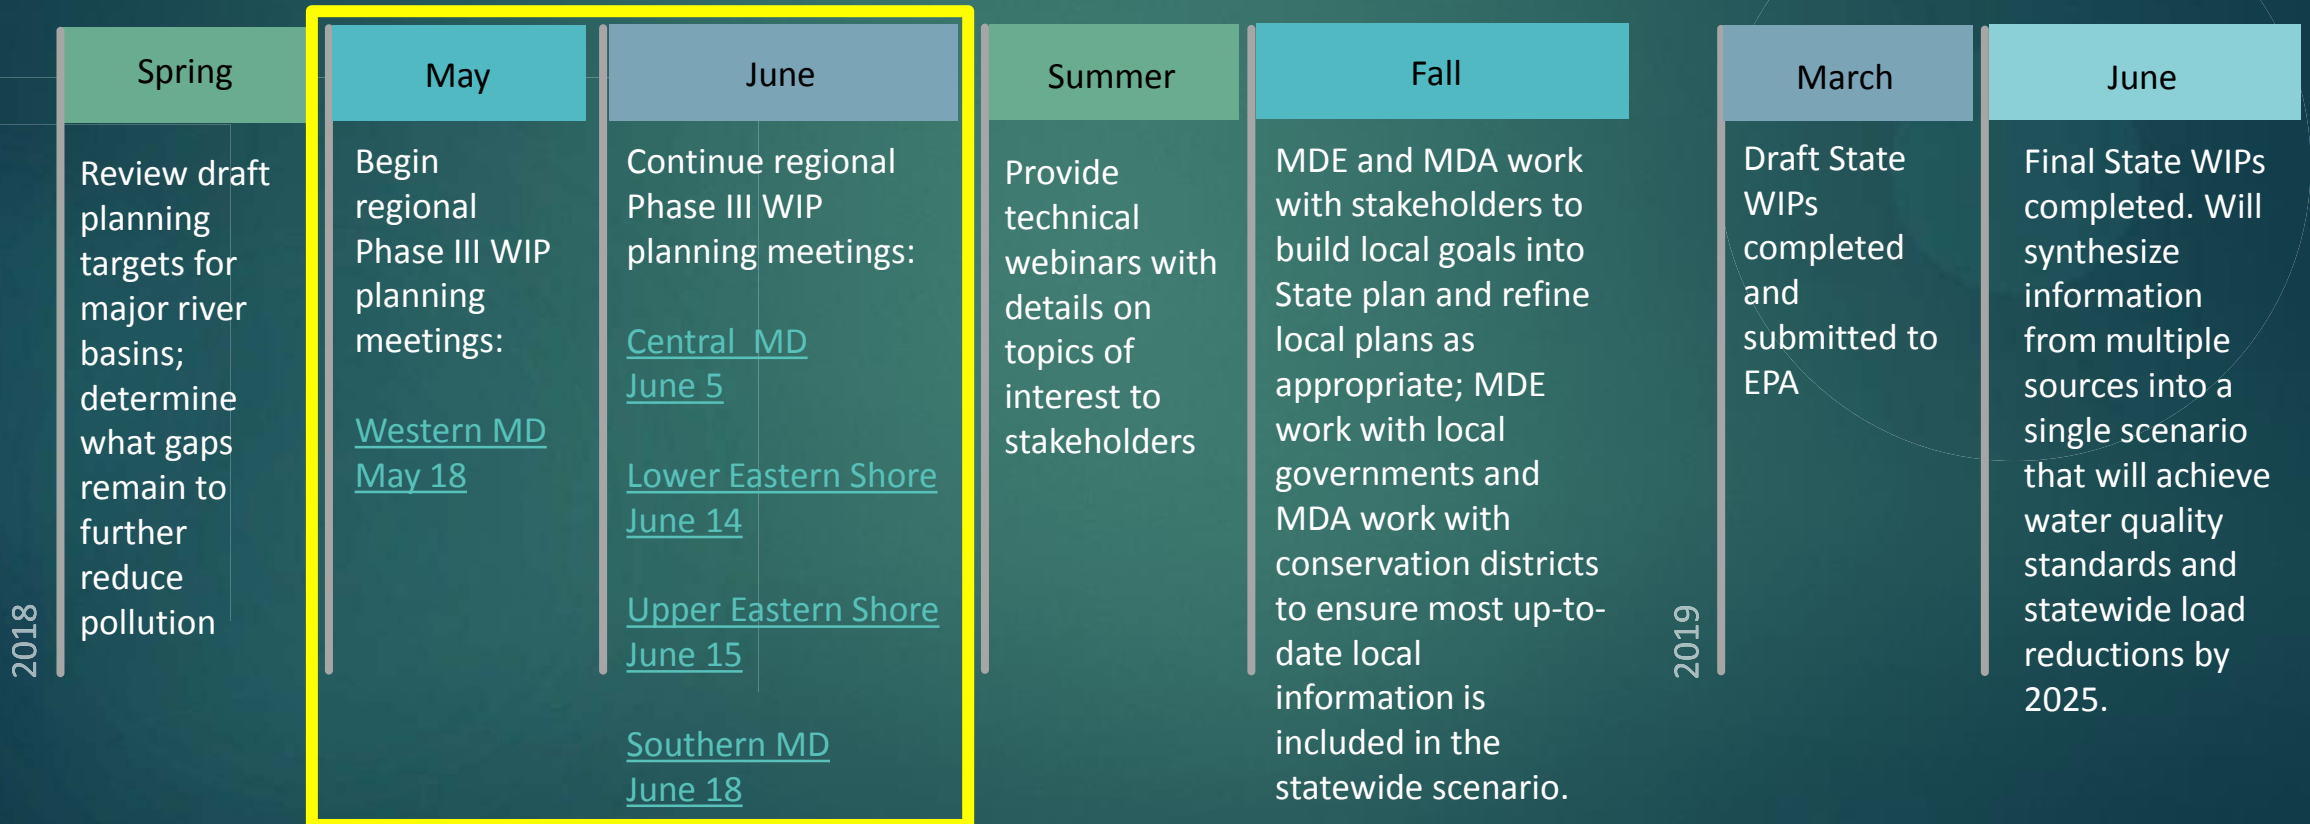 2018
Spring
Review draft
planning
targets for
major river
basins;
determine
what gaps
remain to
further
reduce
pollution
May
Begin
regional
Phase III WIP
planning
meetings:
Western MD
May 18
June
Continue regional
Phase III WIP
planning meetings:
Central MD
June 5
Lower Eastern Shore
June 14
Upper Eastern Shore
June 15
Southern MD
June 18
Summer
Provide
technical
webinars with
details on
topics of
interest to
stakeholders
Fall
MDE and MDA work
with stakeholders to
build local goals into
State plan and refine
local plans as
appropriate; MDE
work with local
governments and
MDA work with
conservation districts
to ensure most up-to-
date local
information is
included in the
statewide scenario.
2019
March
Draft State
WIPs
completed
and
submitted to
EPA
June
Final State WIPs
completed. Will
synthesize
information
from multiple
sources into a
single scenario
that will achieve
water quality
standards and
statewide load
reductions by
2025.